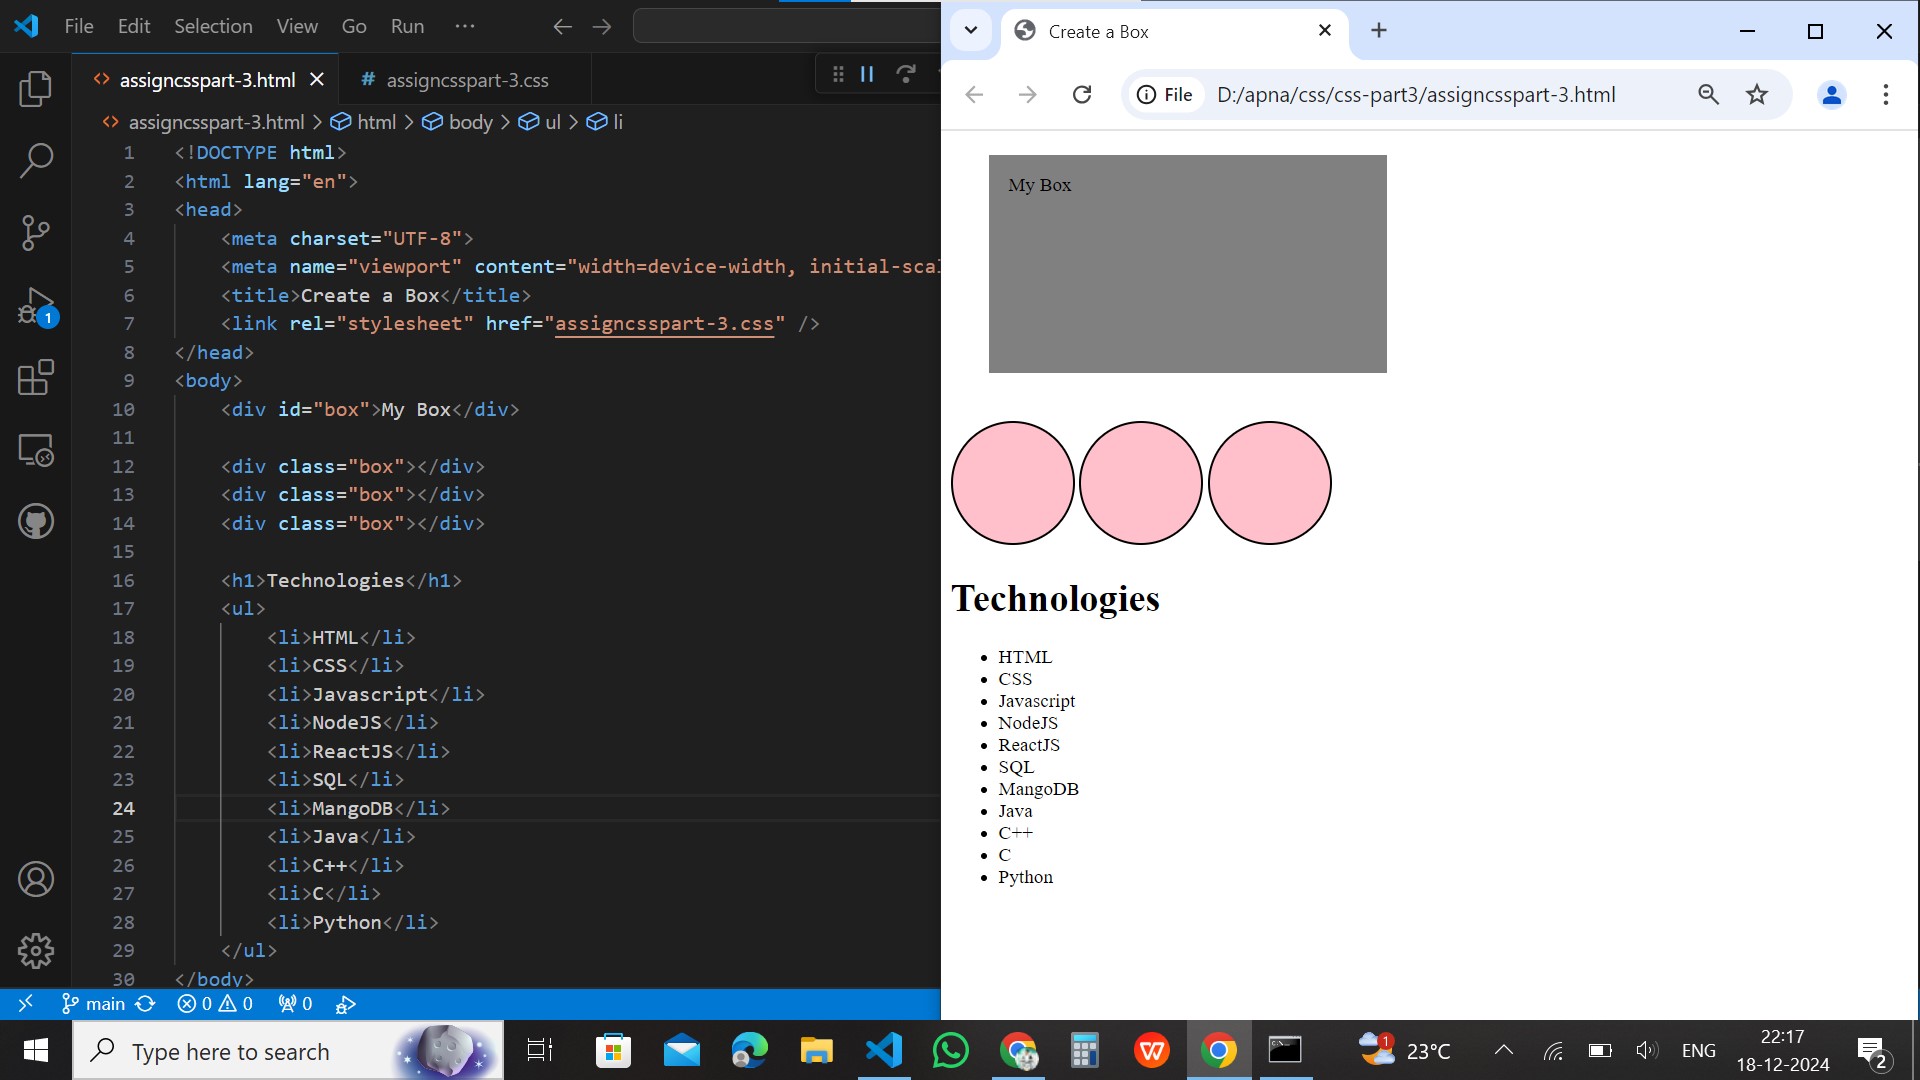 File Edit Selection View Go Run ···
assigncsspart-3.html
# assigncsspart-3.css
assigncsspart-3.html > html > body > ul > li
1 <!DOCTYPE html>
2 <html lang="en">
3 <head>
4 <meta charset="UTF-8">
5 <meta name="viewport" content="width=device-width, initial-scal
6 <title>Create a Box</title>
7 <link rel="stylesheet" href="assigncsspart-3.css" />
8 </head>
9 <body>
10 <div id="box">My Box</div>
11
12 <div class="box"></div>
13 <div class="box"></div>
14 <div class="box"></div>
15
16 <h1>Technologies</h1>
17 <ul>
18 <li>HTML</li>
19 <li>CSS</li>
20 <li>Javascript</li>
21 <li>NodeJS</li>
22 <li>ReactJS</li>
23 <li>SQL</li>
24 <li>MangoDB</li>
25 <li>Java</li>
26 <li>C++</li>
27 <li>C</li>
28 <li>Python</li>
29 </ul>
30 </body>
1
main 0 0 0
Create a Box
File D:/apna/css/css-part3/assigncsspart-3.html
My Box
Technologies
• HTML
• CSS
• Javascript
• NodeJS
• ReactJS
• SQL
• MangoDB
• Java
• C++
• C
• Python
Type here to search
1
23°C
ENG
22:17
18-12-2024
2